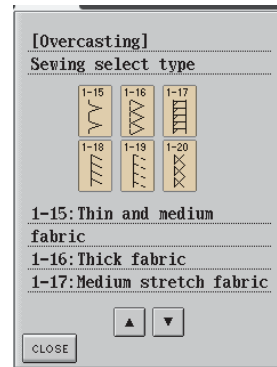 [Overcasting]
Sewing select type
1-15 1-16 1-17
1-18 1-19 1-20
1-15:Thin and medium
fabric
1-16:Thick fabric
1-17:Medium stretch fabric
CLOSE